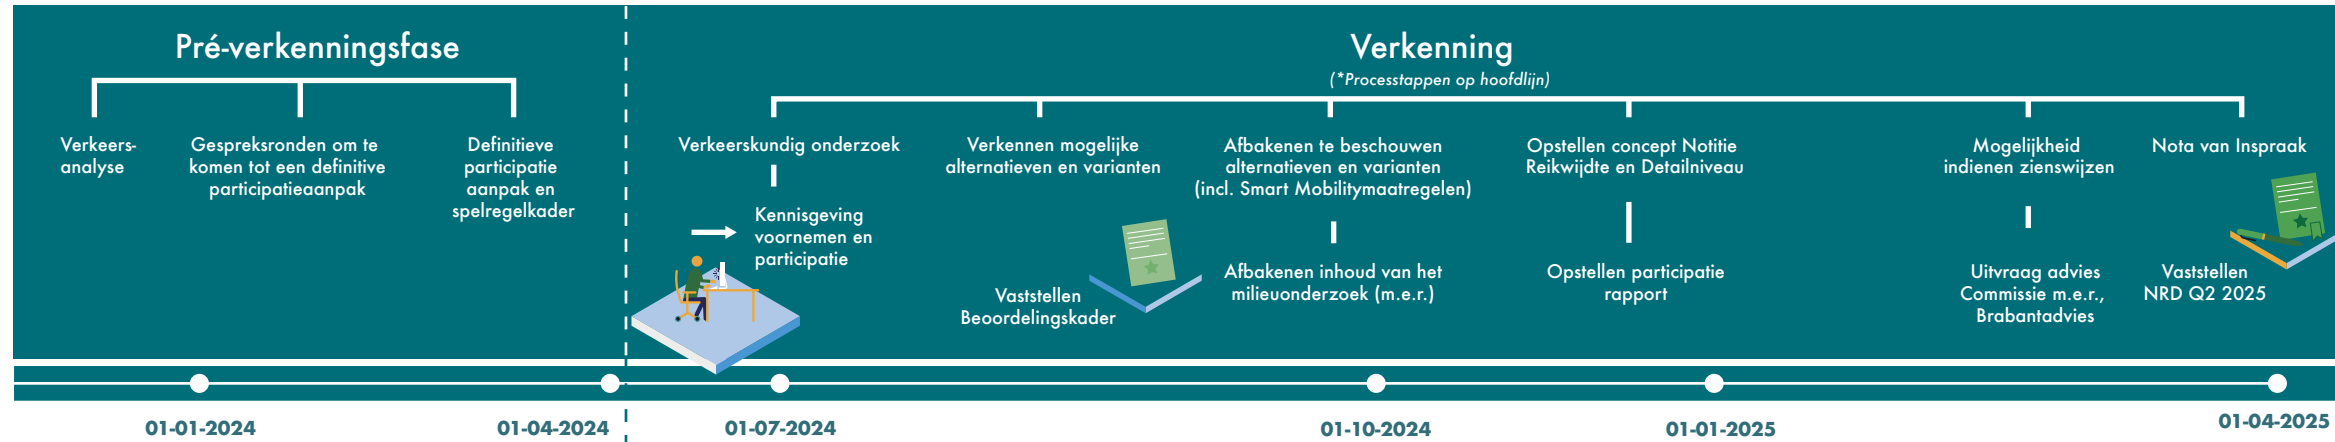 Pré-verkenningsfase
Verkeers-
analyse
Gespreksronden om te
komen tot een definitive
participatieaanpak
Definitieve
participatie
aanpak en
spelregelkader
Verkenning
(*Processtappen op hoofdlijn)
Verkeerskundig onderzoek
Kennisgeving
voornemen en
participatie
Verkennen mogelijke
alternatieven en varianten
Vaststellen
Beoordelingskader
Afbakenen te beschouwen
alternatieven en varianten
(incl. Smart Mobilitymaatregelen)
Afbakenen inhoud van het
milieuonderzoek (m.e.r.)
Opstellen concept Notitie
Reikwijdte en Detailniveau
Opstellen participatie
rapport
Mogelijkheid
indienen zienswijzen
Uitvraag advies
Commissie m.e.r.,
Brabantadvies
Nota van Inspraak
Vaststellen
NRD Q2 2025
01-01-2024
01-04-2024
01-07-2024
01-10-2024
01-01-2025
01-04-2025